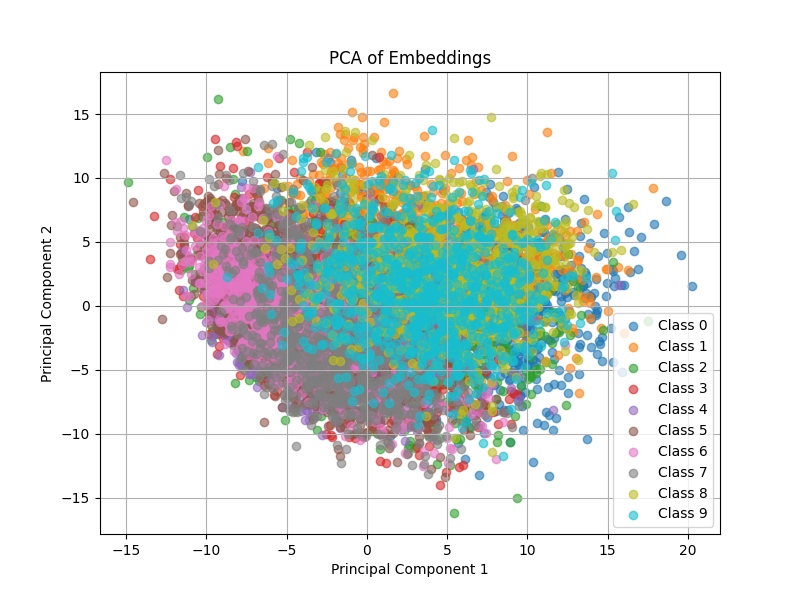 PCA of Embeddings
Principal Component 2
15
10
5
0
−5
−10
−15
−15
−10
−5
0
5
10
15
20
Principal Component 1
Class 0
Class 1
Class 2
Class 3
Class 4
Class 5
Class 6
Class 7
Class 8
Class 9